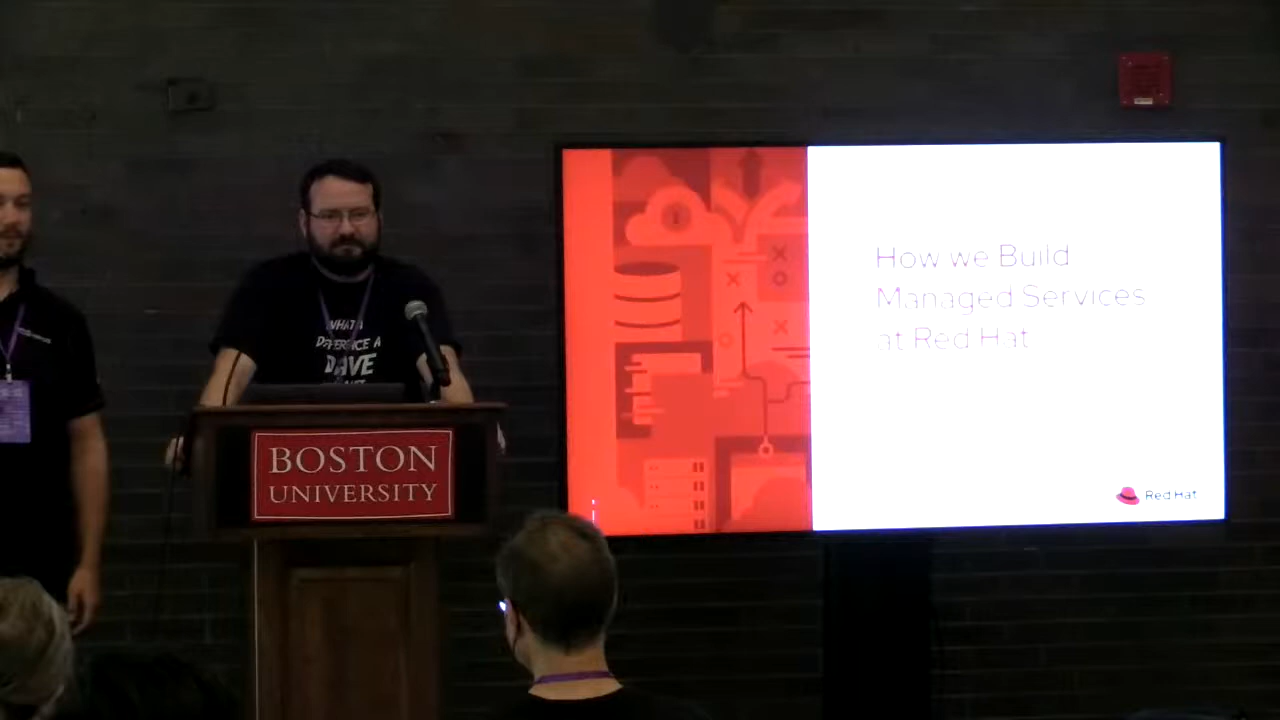 WHAT A
DIFFERENCE A
DAVE
BOSTON
UNIVERSITY
How we Build
Managed Services
at Red Hat
Red Hat